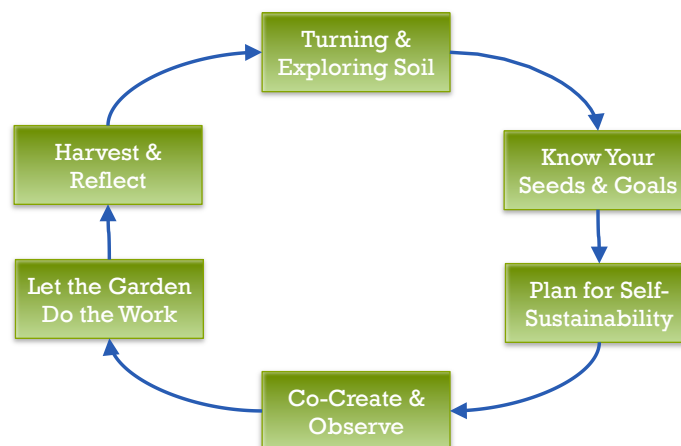 Turning &
Exploring Soil
Know Your
Seeds & Goals
Plan for Self-
Sustainability
Co-Create &
Observe
Let the Garden
Do the Work
Harvest &
Reflect